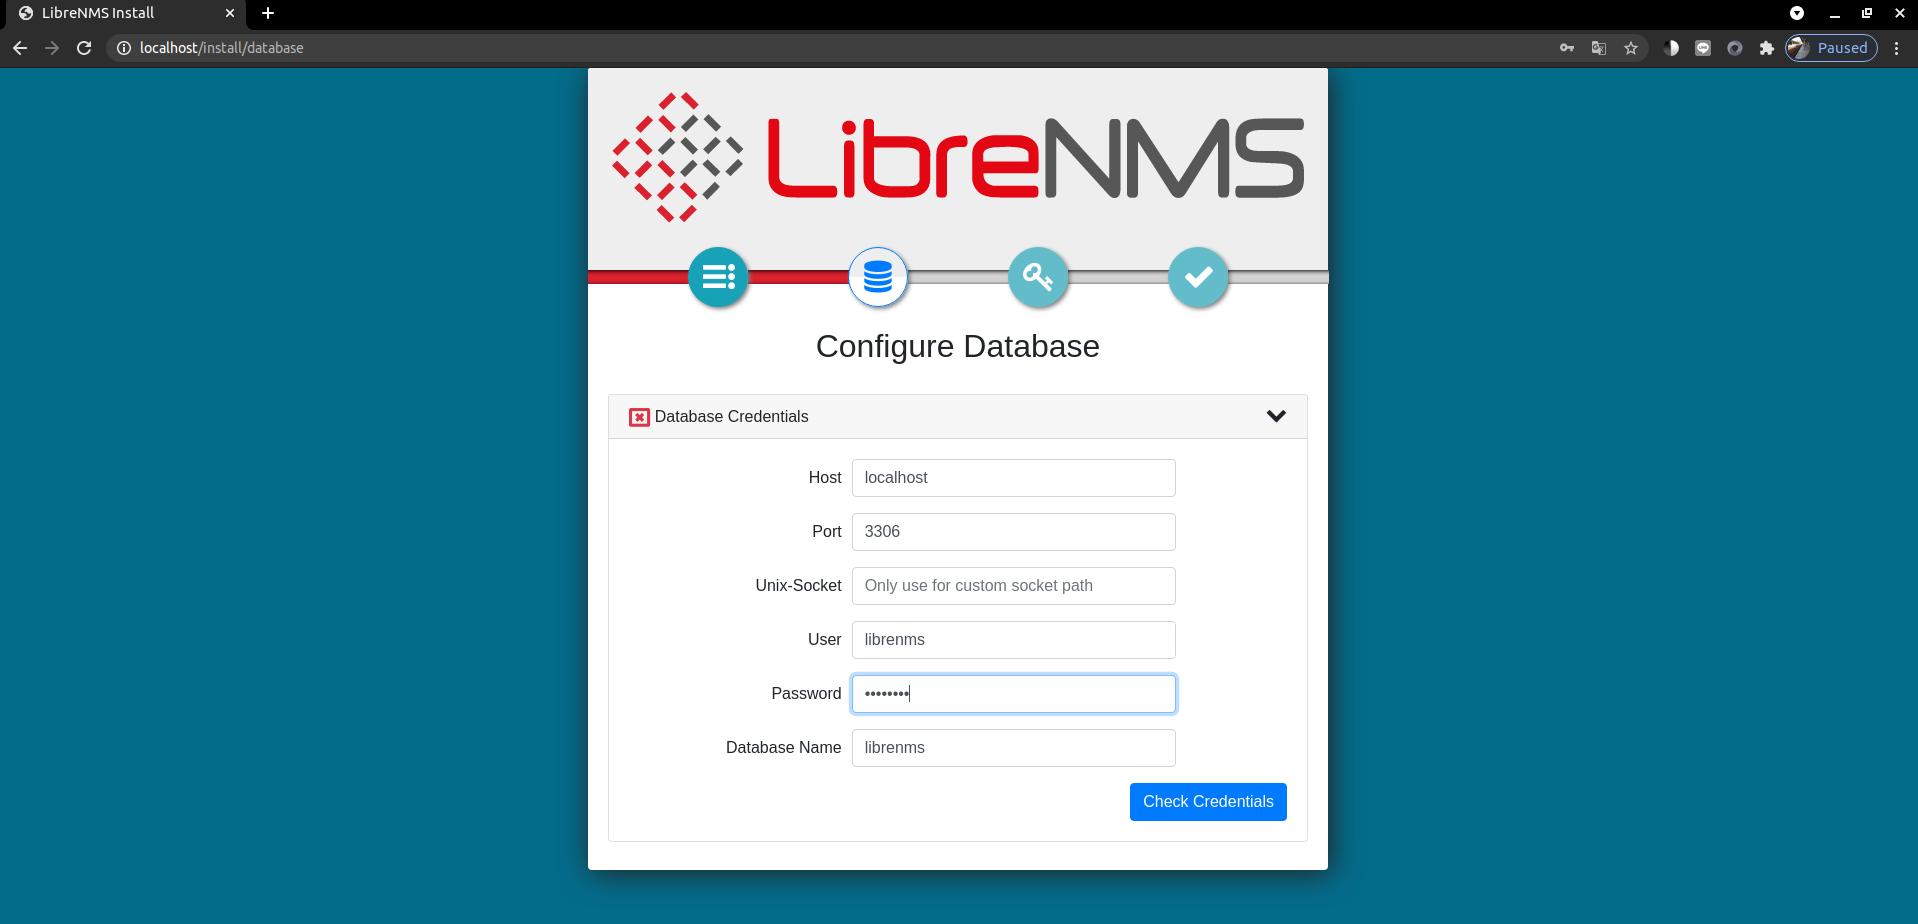 LibreNMS Install
localhost/install/database
Paused
LibreNMS
Configure Database
Database Credentials
Host localhost
Port 3306
Unix-Socket Only use for custom socket path
User librenms
Password ••••••••
Database Name librenms
Check Credentials